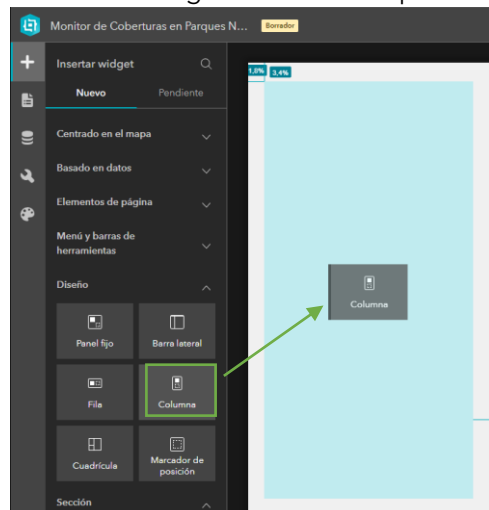 Monitor de Coberturas en Parques N...
Borrador
Insertar widget
Nuevo
Pendiente
1,8%
3,4%
Centrado en el mapa
Basado en datos
Elementos de página
Menú y barras de
herramientas
Diseño
Panel fijo
Barra lateral
Fila
Columna
Cuadrícula
Marcador de
posición
Sección
Columna